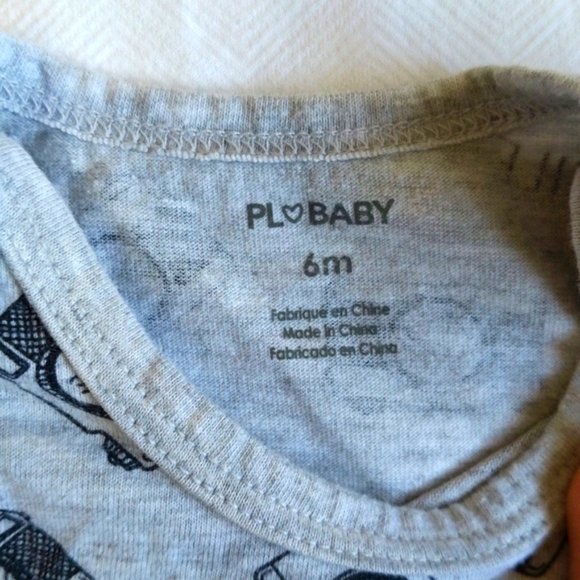 PL♡BABY
6m
Fabriqué en Chine
Made in China
Fabricado en China